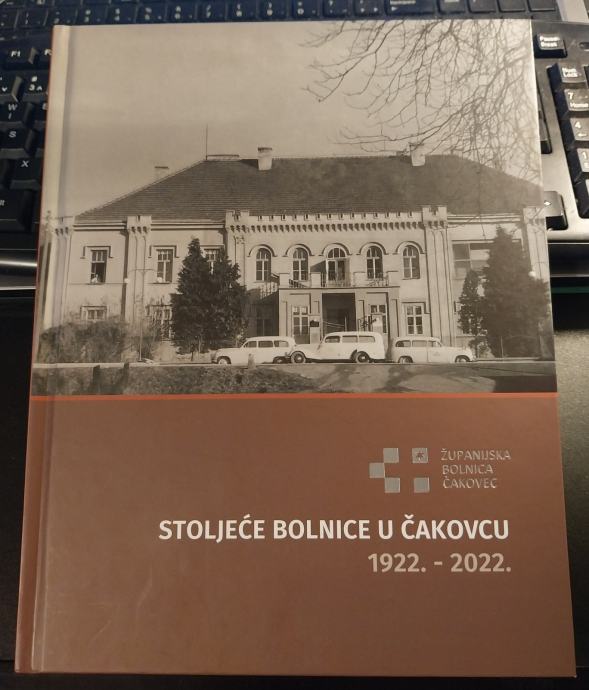 ŽUPANIJSKA
BOLNICA
ČAKOVEC
STOLJEĆE BOLNICE U ČAKOVCU
1922. - 2022.